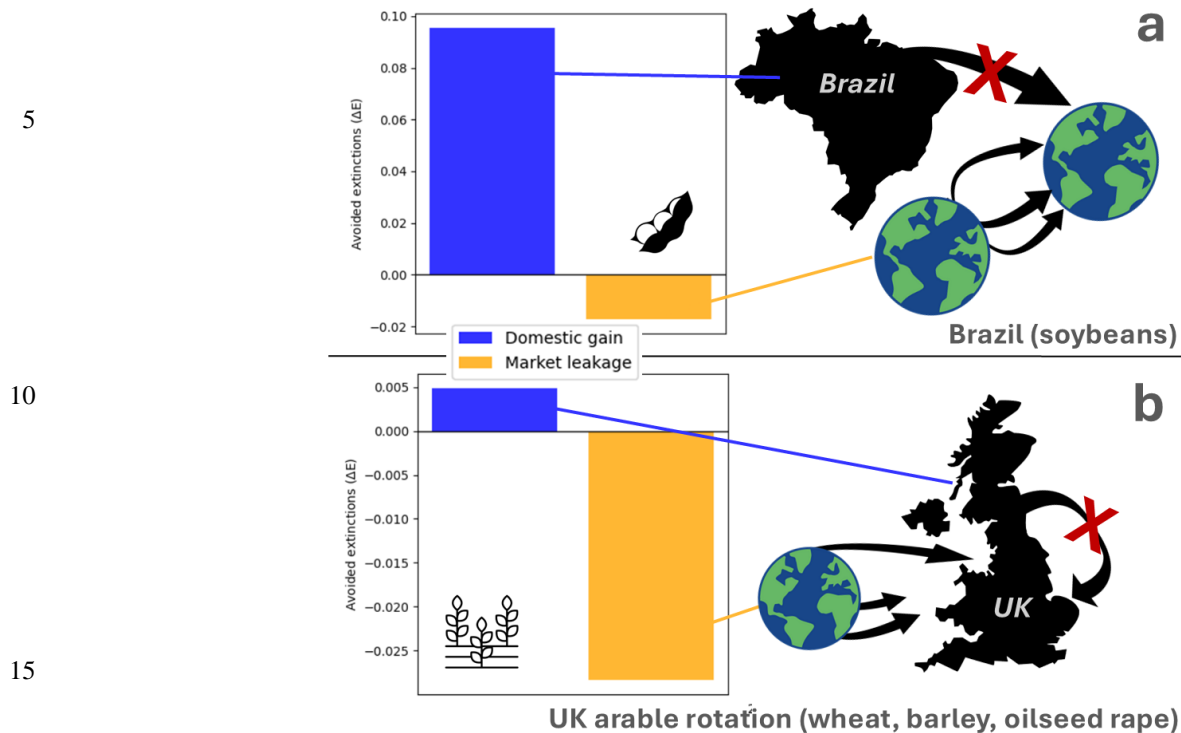 5
10
15
a
0.10
0.08
0.06
0.04
0.02
0.00
−0.02
Avoided extinctions (ΔE)
Brazil
X
Brazil (soybeans)
Domestic gain
Market leakage
b
0.005
0.000
−0.005
−0.010
−0.015
−0.020
−0.025
Avoided extinctions (ΔE)
X
UK
UK arable rotation (wheat, barley, oilseed rape)